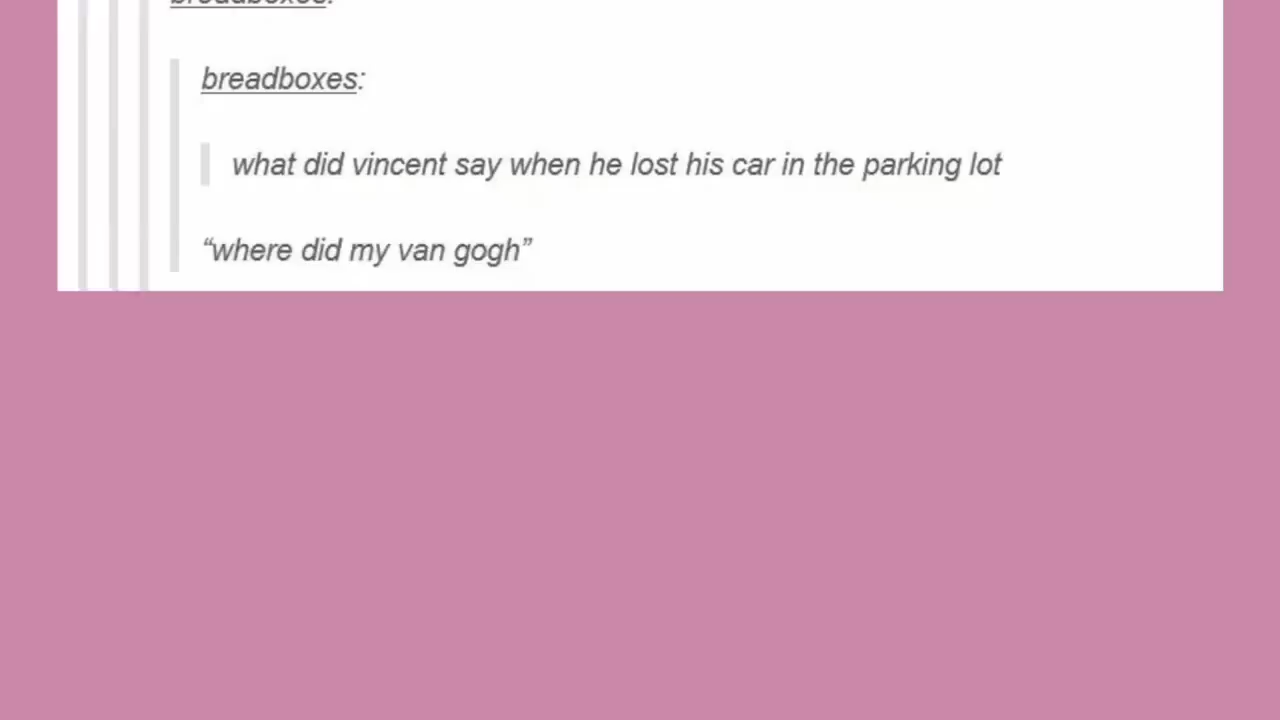 breadboxes:
breadboxes:
what did vincent say when he lost his car in the parking lot
“where did my van gogh”